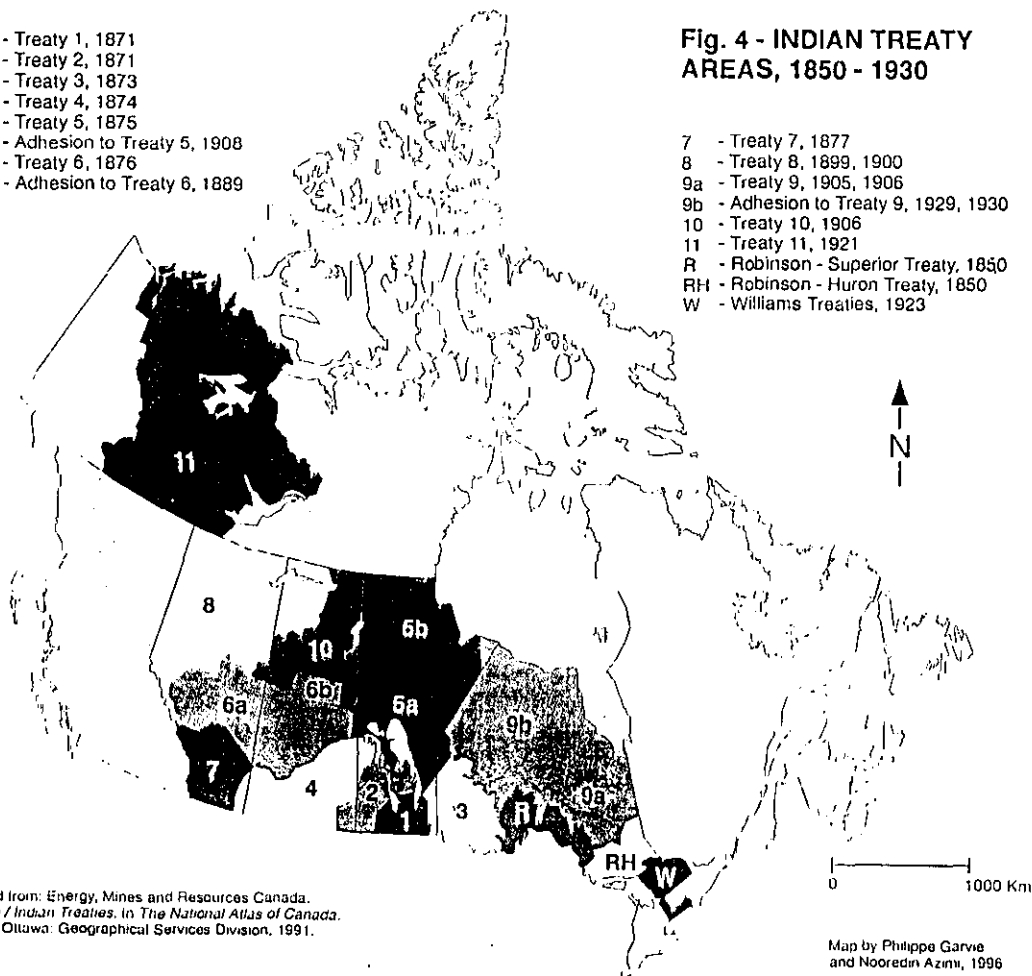 - Treaty 1, 1871
- Treaty 2, 1871
- Treaty 3, 1873
- Treaty 4, 1874
- Treaty 5, 1875
- Adhesion to Treaty 5, 1908
- Treaty 6, 1876
- Adhesion to Treaty 6, 1889
Fig. 4 - INDIAN TREATY
AREAS, 1850 - 1930
7 - Treaty 7, 1877
8 - Treaty 8, 1899, 1900
9a - Treaty 9, 1905, 1906
9b - Adhesion to Treaty 9, 1929, 1930
10 - Treaty 10, 1906
11 - Treaty 11, 1921
R - Robinson - Superior Treaty, 1850
RH - Robinson - Huron Treaty, 1850
W - Williams Treaties, 1923
N
11
8
10
5b
6a
6b
5a
9b
7
4
2
1
3
9a
RH
W
0 1000 Km
from: Energy, Mines and Resources Canada.
/ Indian Treaties. In The National Atlas of Canada.
Ottawa: Geographical Services Division, 1991.
Map by Philippe Garvie
and Nooredin Azimi, 1996